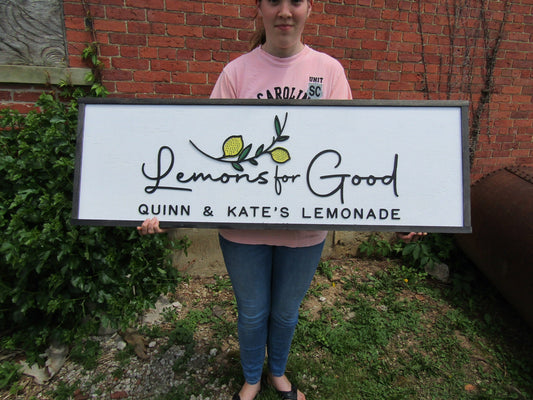 UNIT
SC
CAROLIN
Lemons for Good
QUINN & KATE'S LEMONADE